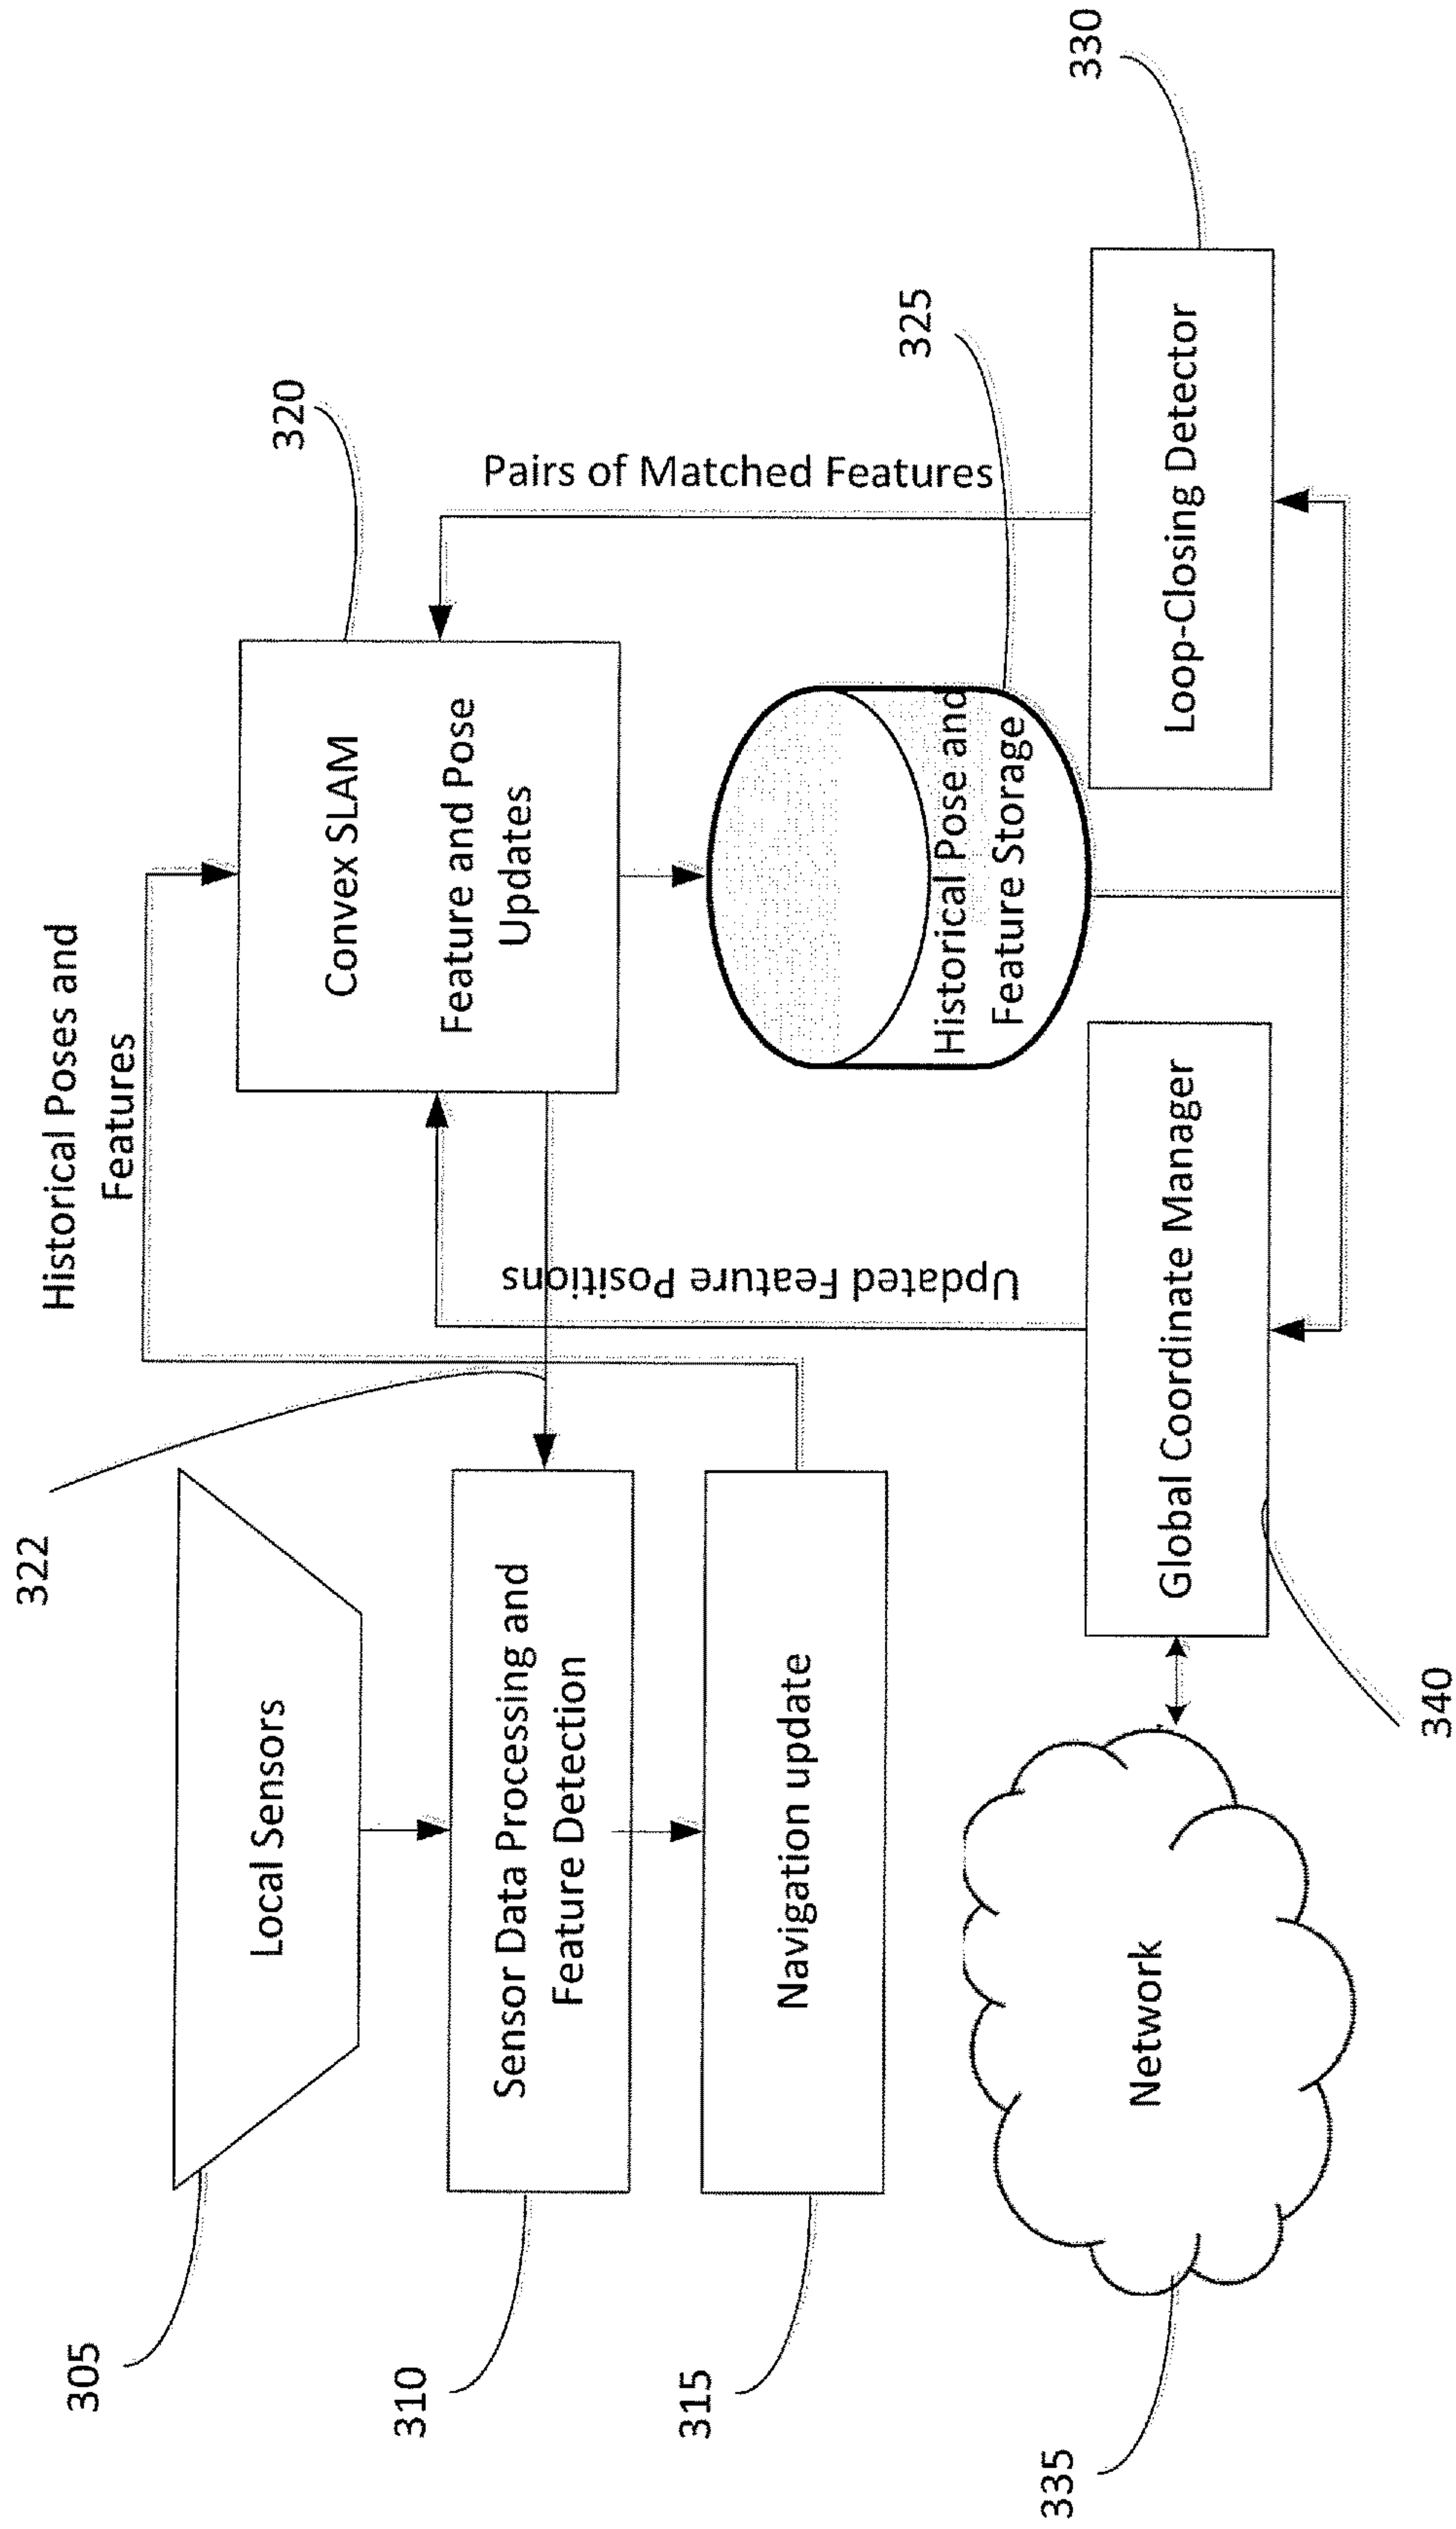 Historical Poses and
Features
322
320
305
Local Sensors
Convex SLAM
Feature and Pose
Updates
310
Sensor Data Processing and
Feature Detection
Updated Feature Positions
Pairs of Matched Features
315
Navigation update
Historical Pose and
Feature Storage
325
335
Network
Global Coordinate Manager
Loop-Closing Detector
330
340